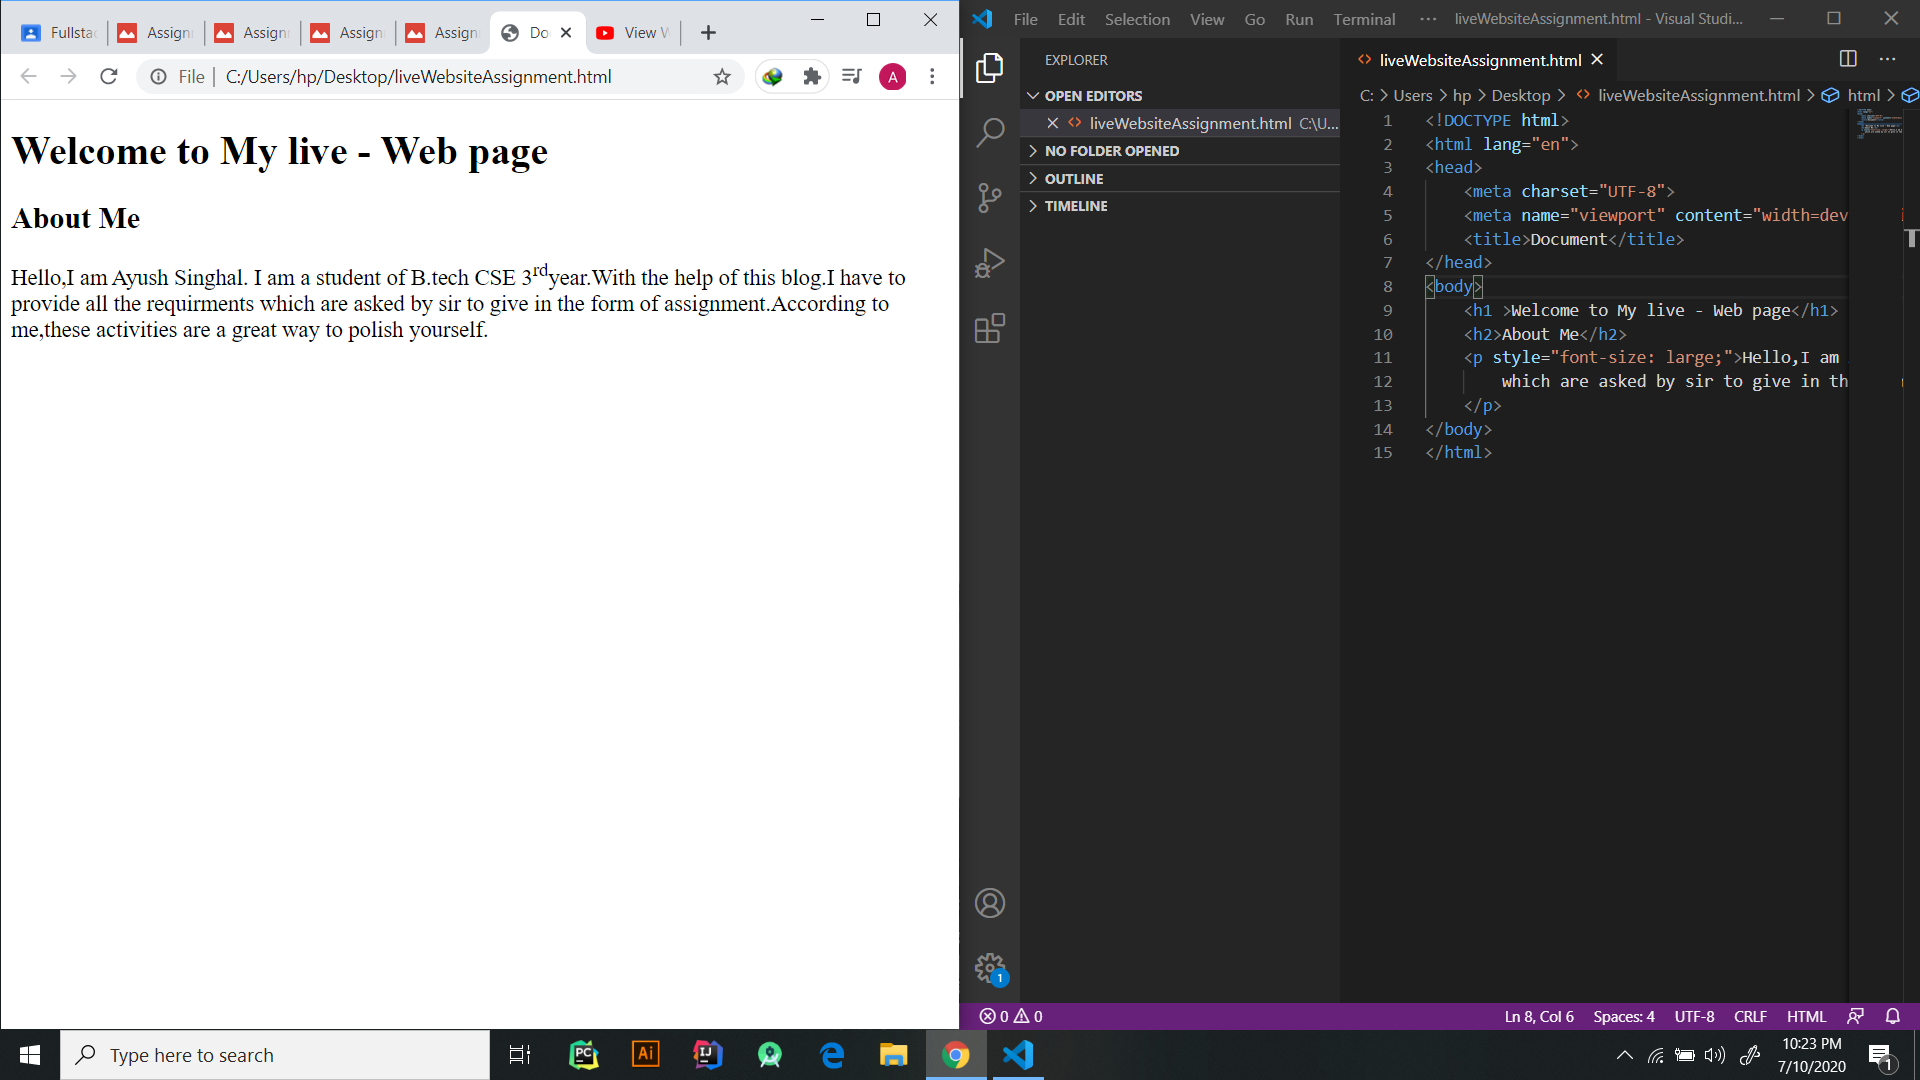 Fullsta
Assign
Assign
Assign
Assign
Do
View
File
C:/Users/hp/Desktop/liveWebsiteAssignment.html
A
Welcome to My live - Web page
About Me
Hello,I am Ayush Singhal. I am a student of B.tech CSE 3rdyear.With the help of this blog.I have to
provide all the requirments which are asked by sir to give in the form of assignment.According to
me,these activities are a great way to polish yourself.
File Edit Selection View Go Run Terminal ··· liveWebsiteAssignment.html - Visual Studi...
EXPLORER
OPEN EDITORS
liveWebsiteAssignment.html C:\U...
NO FOLDER OPENED
OUTLINE
TIMELINE
1
liveWebsiteAssignment.html
C: > Users > hp > Desktop > liveWebsiteAssignment.html > html >
1 <!DOCTYPE html>
2 <html lang="en">
3 <head>
4 <meta charset="UTF-8">
5 <meta name="viewport" content="width=dev
6 <title>Document</title>
7 </head>
8 <body>
9 <h1 >Welcome to My live - Web page</h1>
10 <h2>About Me</h2>
11 <p style="font-size: large;">Hello,I am
12 which are asked by sir to give in th
13 </p>
14 </body>
15 </html>
0 0 Ln 8, Col 6 Spaces: 4 UTF-8 CRLF HTML
Type here to search
PC
Ai
IJ
10:23 PM
7/10/2020
1